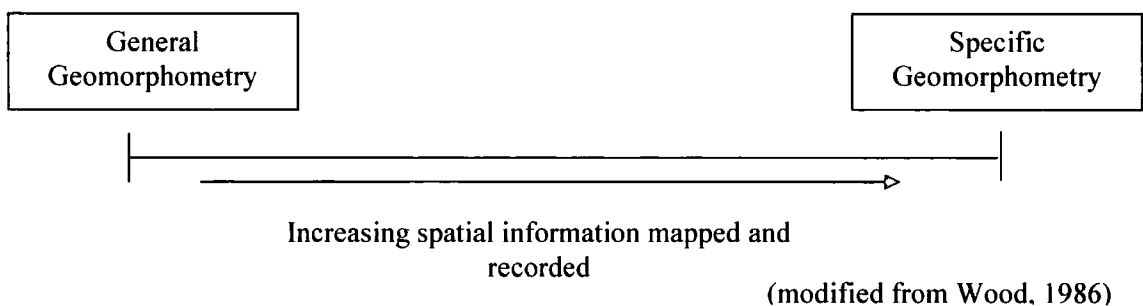 General
Geomorphometry
Specific
Geomorphometry
Increasing spatial information mapped and
recorded
(modified from Wood, 1986)